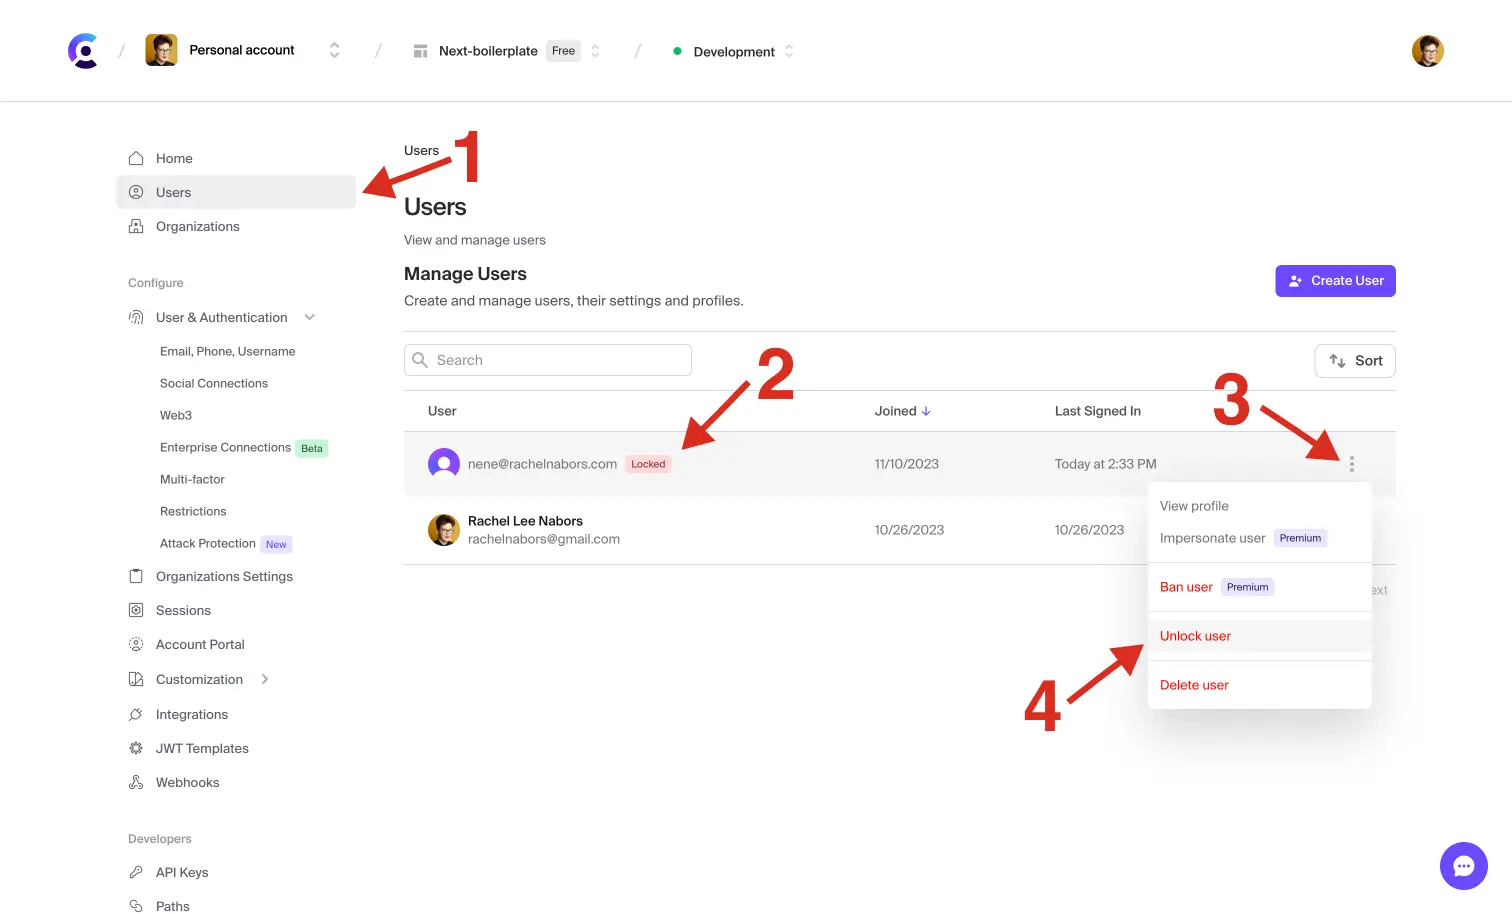 Personal account
Next-boilerplate Free
Development
Home
Users
Organizations
Configure
User & Authentication
Email, Phone, Username
Social Connections
Web3
Enterprise Connections Beta
Multi-factor
Restrictions
Attack Protection New
Organizations Settings
Sessions
Account Portal
Customization
Integrations
JWT Templates
Webhooks
Developers
API Keys
Paths
Users
1
Users
View and manage users
Manage Users
Create and manage users, their settings and profiles.
Create User
Search
2
Sort
3
User Joined Last Signed In
nene@rachelnabors.com Locked 11/10/2023 Today at 2:33 PM
Rachel Lee Nabors
rachelnabors@gmail.com 10/26/2023 10/26/2023
View profile
Impersonate user Premium
Ban user Premium
ext
Unlock user
4
Delete user